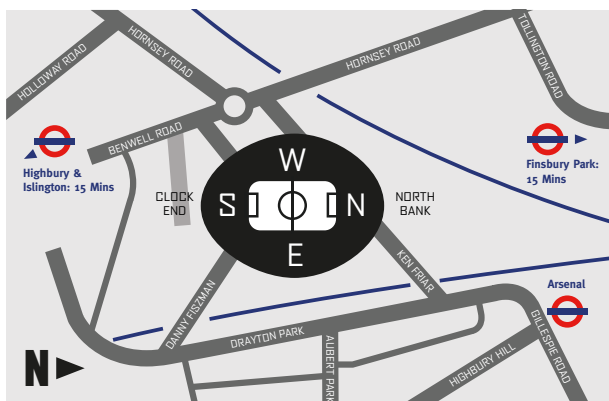 HOLLOWAY ROAD
HORNSEY ROAD
HORNSEY ROAD
TOLLINGTON ROAD
BENWELL ROAD
Highbury &
Islington: 15 Mins
Finsbury Park:
15 Mins
CLOCK
END
W
S
N
E
NORTH
BANK
KEN FRIAR
DANNY FISZMAN
DRAYTON PARK
AUBERT PARK
Arsenal
GILLESPIE ROAD
HIGHBURY HILL
N